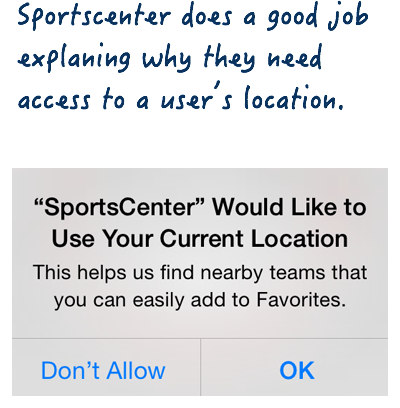 Sportscenter does a good job
explaning why they need
access to a user's location.
“SportsCenter” Would Like to
Use Your Current Location
This helps us find nearby teams that
you can easily add to Favorites.
Don’t Allow
OK